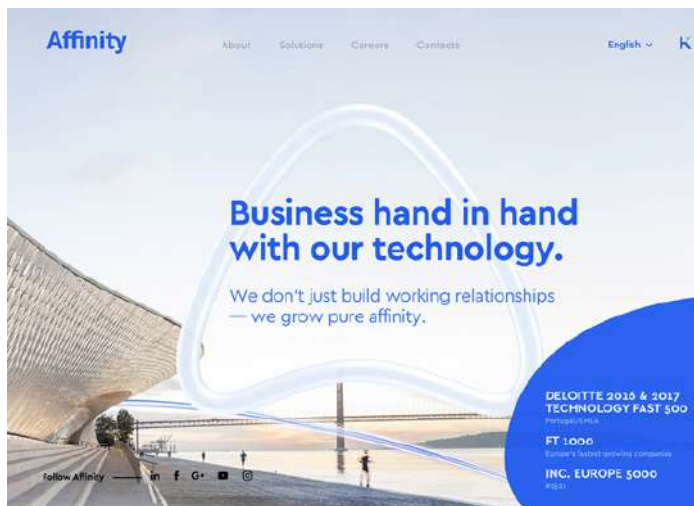 Affinity
About Solutions Careers Contacts
English
Business hand in hand
with our technology.
We don't just build working relationships
— we grow pure affinity.
DELOITTE 2016 & 2017
TECHNOLOGY FAST 500
Portugal/EMEA
FT 1000
Europe's fastest-growing companies
INC. EUROPE 5000
Follow Affinity
in f G+